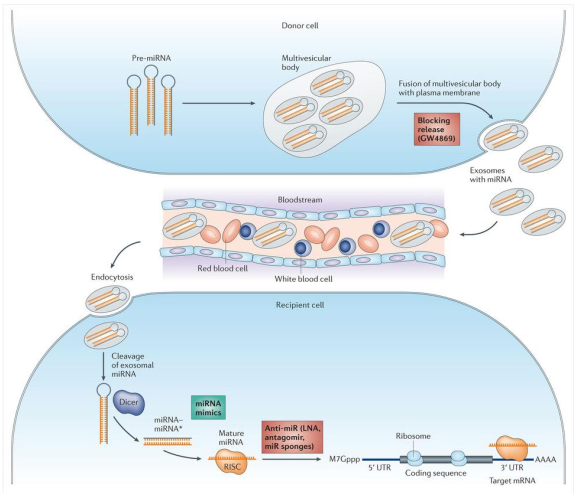 Donor cell
Pre-miRNA
Multivesicular
body
Fusion of multivesicular body
with plasma membrane
Blocking
release
(GW4869)
Exosomes
with miRNA
Bloodstream
Red blood cell
White blood cell
Endocytosis
Recipient cell
Cleavage
of exosomal
miRNA
Dicer
miRNA–
miRNA*
miRNA
mimics
Mature
miRNA
RISC
Anti-miR (LNA,
antagomir,
miR sponges)
M7Gppp
5′ UTR
Ribosome
Coding sequence
3′ UTR
AAAA
Target mRNA